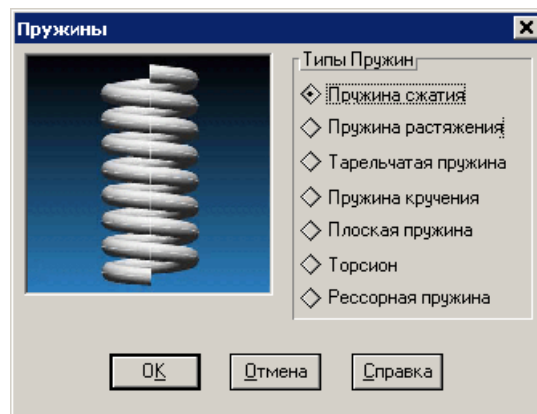 Пружины
Типы Пружин
Пружина сжатия
Пружина растяжения
Тарельчатая пружина
Пружина кручения
Плоская пружина
Торсион
Рессорная пружина
OK
Отмена
Справка